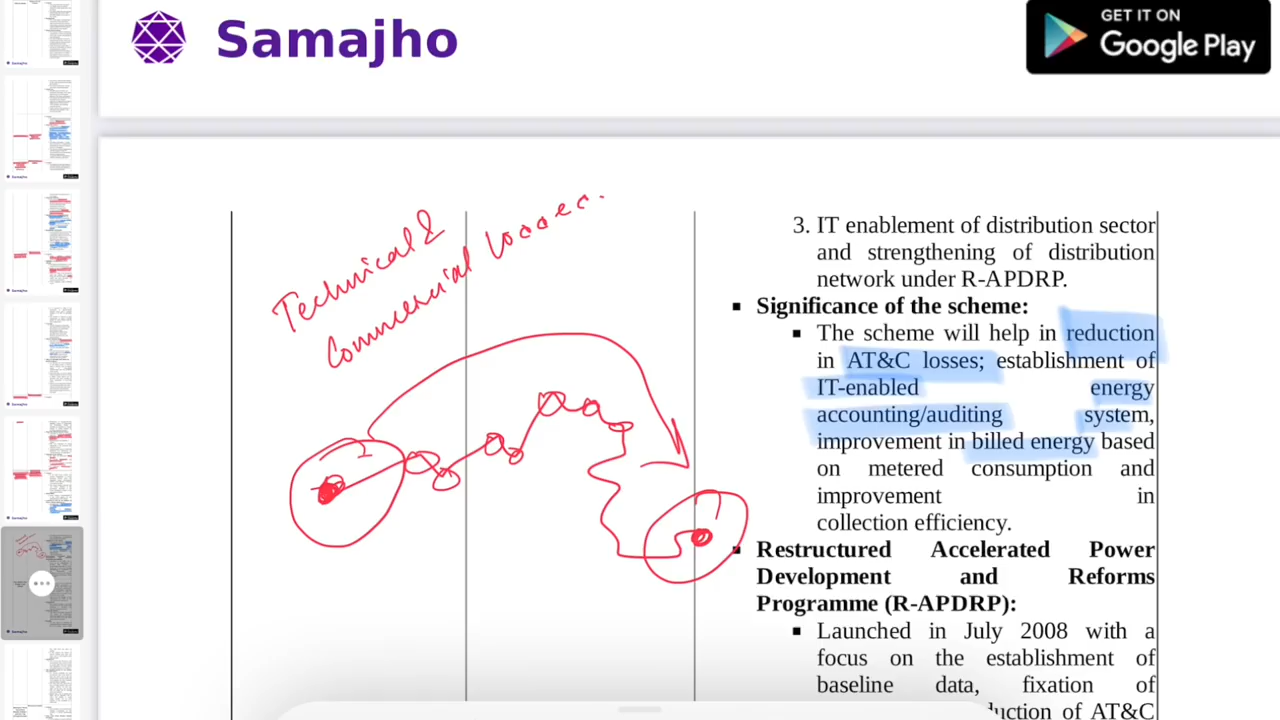 Samajho
GET IT ON
Google Play
Technical &
Commercial losses.
3. IT enablement of distribution sector
and strengthening of distribution
network under R-APDRP.
▪ Significance of the scheme:
▪ The scheme will help in reduction
in AT&C losses; establishment of
IT-enabled energy
accounting/auditing system,
improvement in billed energy based
on metered consumption and
improvement in
collection efficiency.
▪ Restructured Accelerated Power
Development and Reforms
Programme (R-APDRP):
▪ Launched in July 2008 with a
focus on the establishment of
baseline data, fixation of
of AT&C